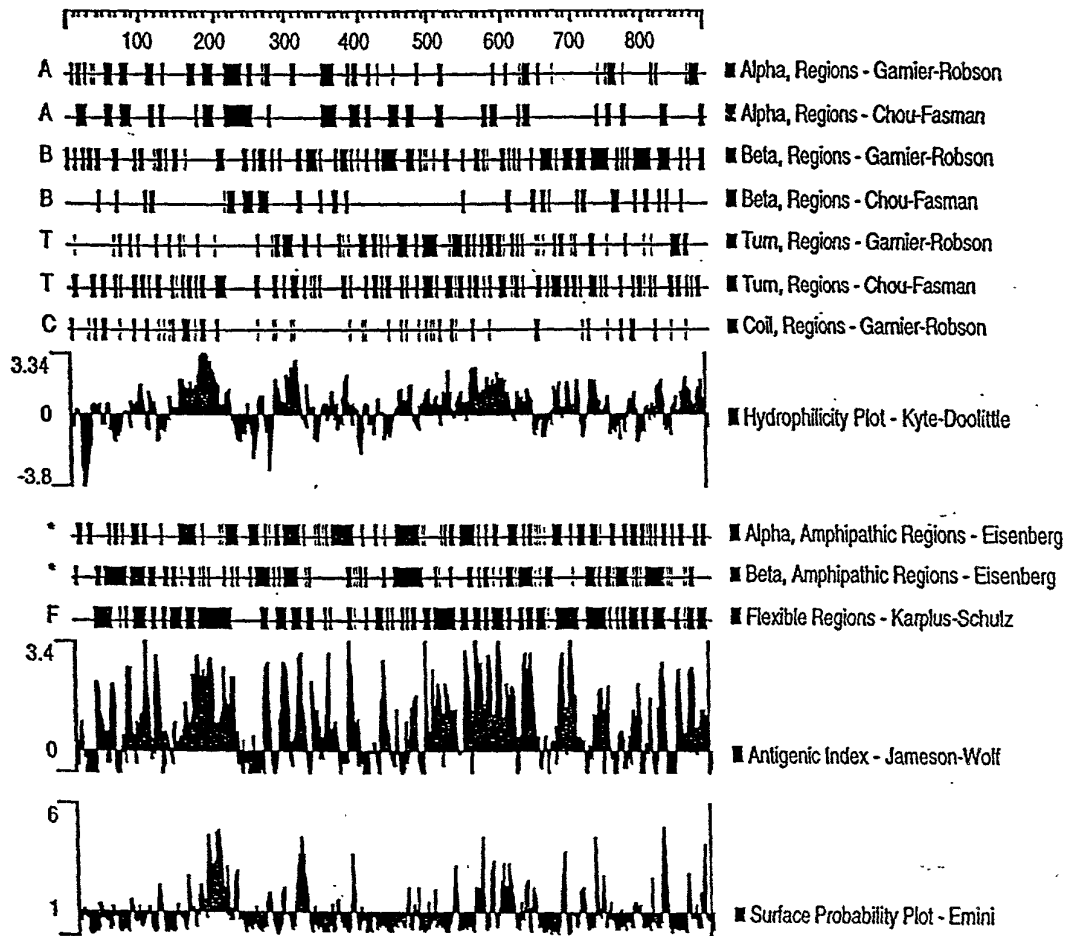 100 200 300 400 500 600 700 800
A Alpha, Regions - Garnier-Robson
A Alpha, Regions - Chou-Fasman
B Beta, Regions - Garnier-Robson
B Beta, Regions - Chou-Fasman
T Turn, Regions - Garnier-Robson
T Turn, Regions - Chou-Fasman
C Coil, Regions - Garnier-Robson
3.34
0 Hydrophilicity Plot - Kyte-Doolittle
-3.8
* Alpha, Amphipathic Regions - Eisenberg
* Beta, Amphipathic Regions - Eisenberg
F Flexible Regions - Karplus-Schulz
3.4
0 Antigenic Index - Jameson-Wolf
6
1 Surface Probability Plot - Emini